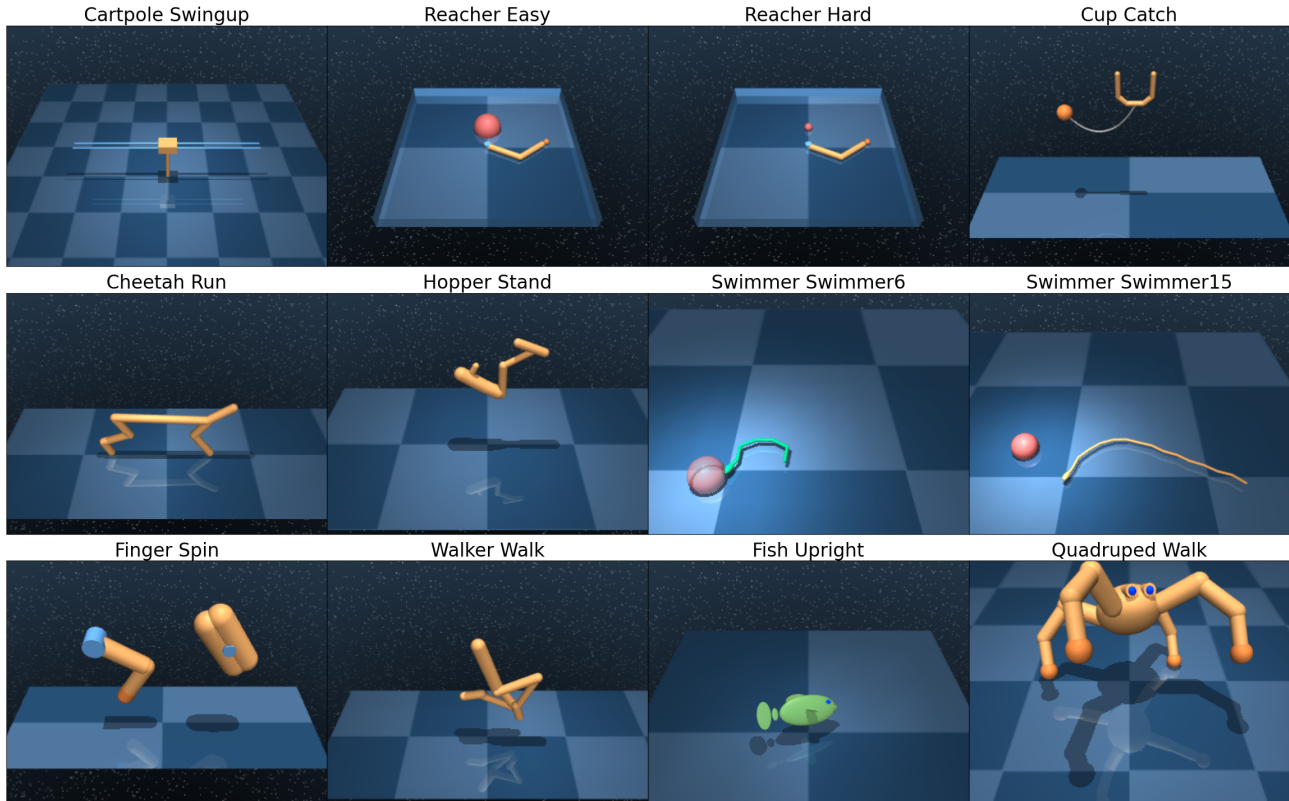 Cartpole Swingup
Reacher Easy
Reacher Hard
Cup Catch
Cheetah Run
Hopper Stand
Swimmer Swimmer6
Swimmer Swimmer15
Finger Spin
Walker Walk
Fish Upright
Quadruped Walk